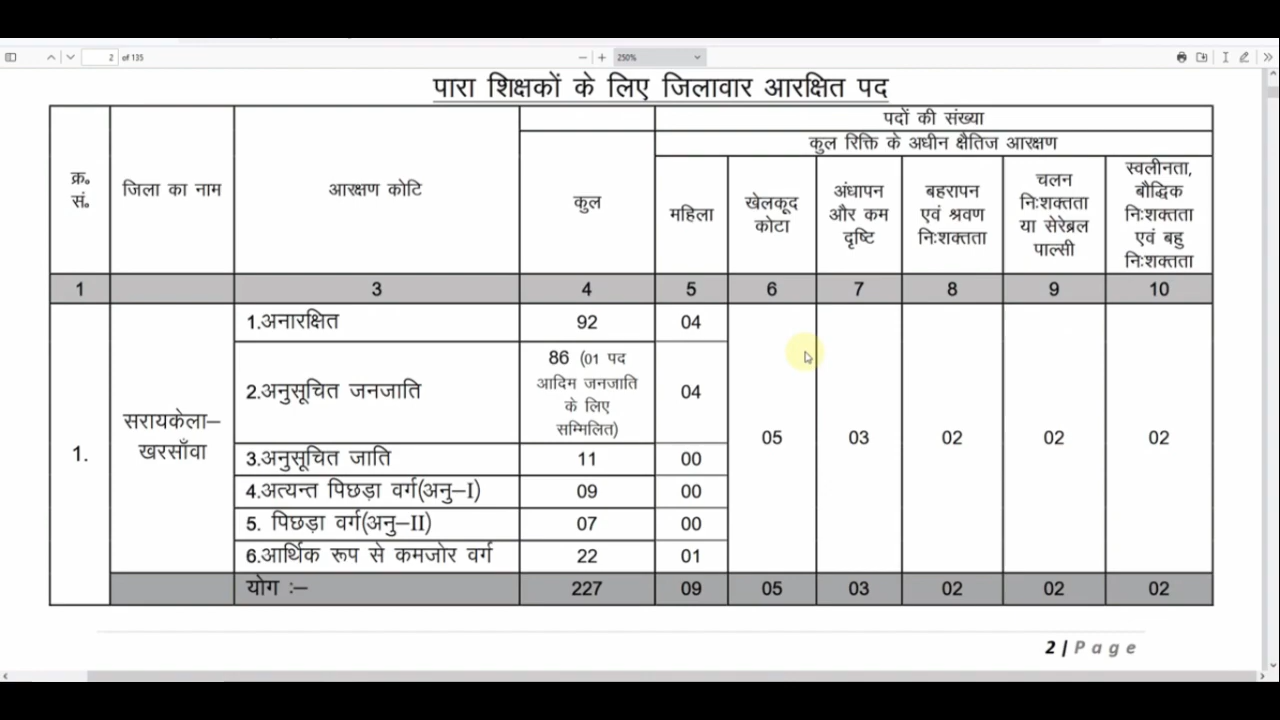 2 of 135
250%
पारा शिक्षकों के लिए जिलावार आरक्षित पद
पदों की संख्या
कुल रिक्ति के अधीन क्षैतिज आरक्षण
क्र॰
सं॰
जिला का नाम
आरक्षण कोटि
कुल
महिला
खेलकूद
कोटा
अंधापन
और कम
दृष्टि
बहरापन
एवं श्रवण
निःशक्तता
चलन
निःशक्तता
या सेरेब्रल
पाल्सी
स्वलीनता,
बौद्धिक
निःशक्तता
एवं बहु
निःशक्तता
1 3 4 5 6 7 8 9 10
1.
सरायकेला–
खरसाँवा
1.अनारक्षित 92 04
2.अनुसूचित जनजाति
86 (01 पद
आदिम जनजाति
के लिए
सम्मिलित)
04
3.अनुसूचित जाति 11 00
4.अत्यन्त पिछड़ा वर्ग(अनु–I) 09 00
5. पिछड़ा वर्ग(अनु–II) 07 00
6.आर्थिक रूप से कमजोर वर्ग 22 01
05 03 02 02 02
योग :– 227 09 05 03 02 02 02
2 | Page